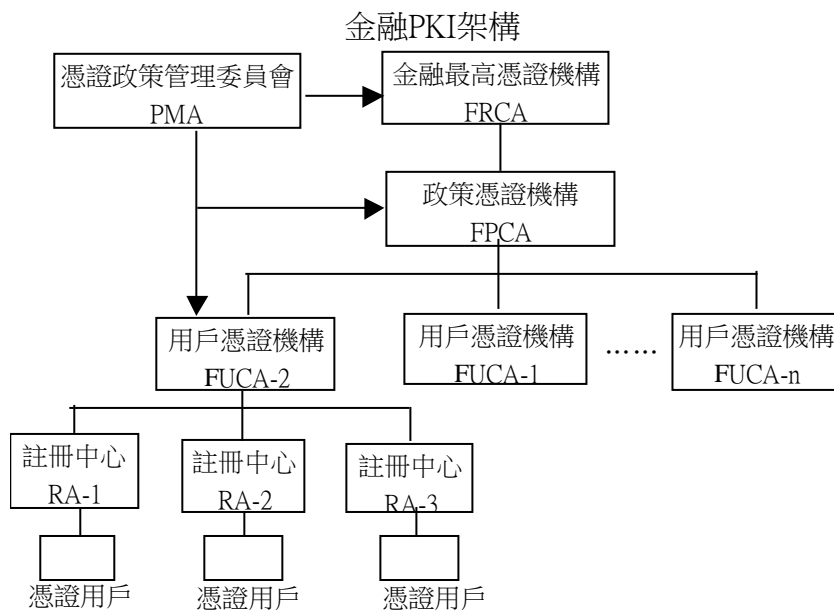 金融PKI架構
憑證政策管理委員會
PMA
金融最高憑證機構
FRCA
政策憑證機構
FPCA
用戶憑證機構
FUCA-2
用戶憑證機構
FUCA-1
……
用戶憑證機構
FUCA-n
註冊中心
RA-1
註冊中心
RA-2
註冊中心
RA-3
憑證用戶
憑證用戶
憑證用戶